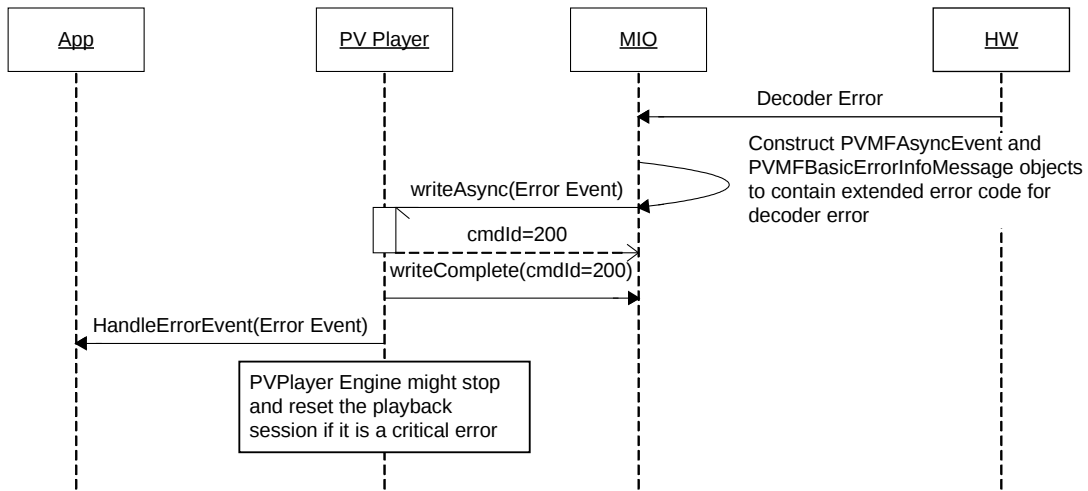 App
PV Player
MIO
HW
Decoder Error
Construct PVMFAsyncEvent and
PVMFBasicErrorInfoMessage objects
to contain extended error code for
decoder error
writeAsync(Error Event)
cmdId=200
writeComplete(cmdId=200)
HandleErrorEvent(Error Event)
PVPlayer Engine might stop
and reset the playback
session if it is a critical error